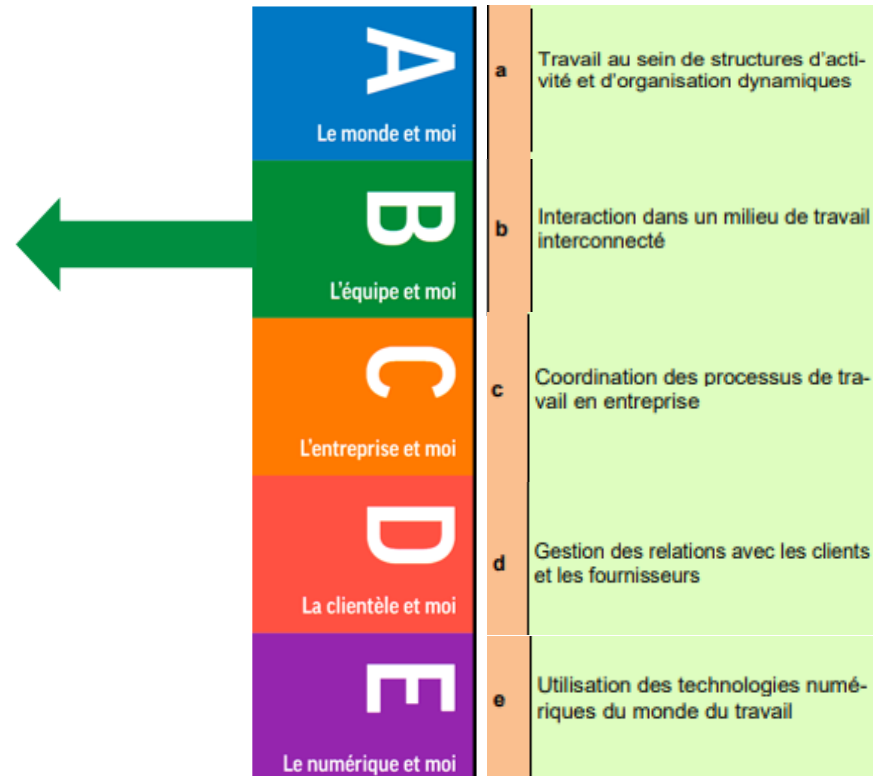 A
Le monde et moi
a
Travail au sein de structures d'acti-
vité et d'organisation dynamiques
B
L'équipe et moi
b
Interaction dans un milieu de travail
interconnecté
C
L'entreprise et moi
c
Coordination des processus de tra-
vail en entreprise
D
La clientèle et moi
d
Gestion des relations avec les clients
et les fournisseurs
E
Le numérique et moi
e
Utilisation des technologies numé-
riques du monde du travail